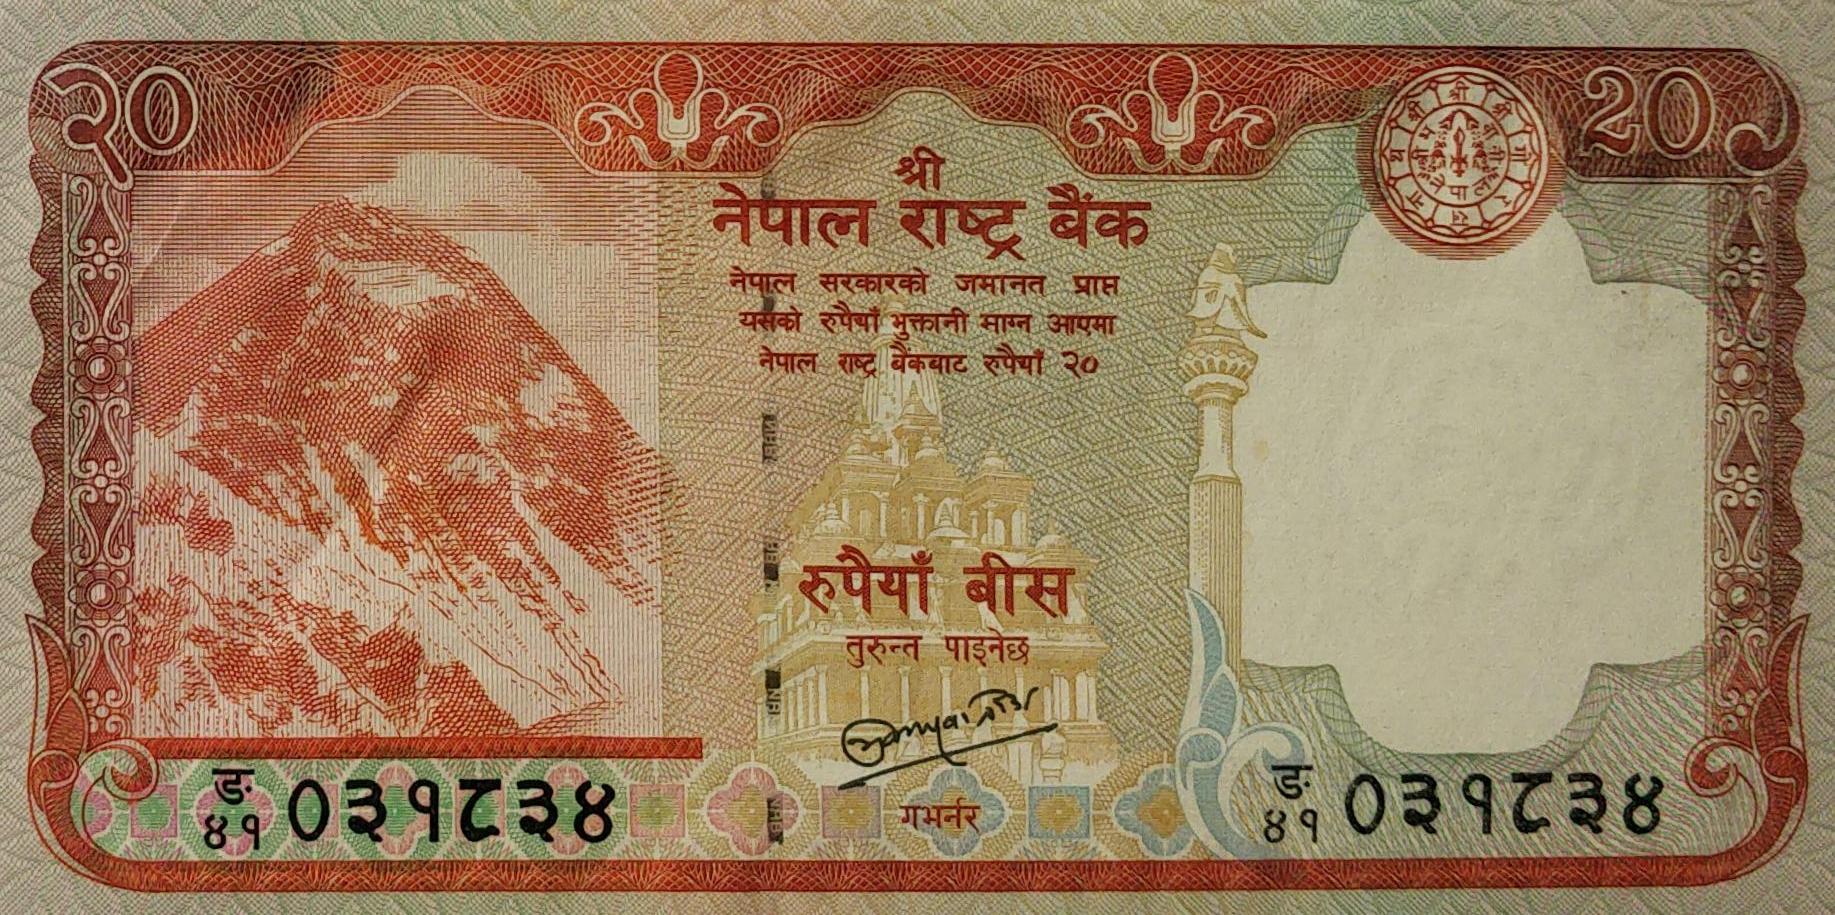 २० 20
श्री
नेपाल राष्ट्र बैंक
नेपाल सरकारको जमानत प्राप्त
यसको रुपैयाँ भुक्तानी माग्न आएमा
नेपाल राष्ट्र बैंकबाट रुपैयाँ २०
रुपैयाँ बीस
तुरुन्त पाइनेछ
गभर्नर
ङ ४१ ०३१८३४
ङ ४१ ०३१८३४